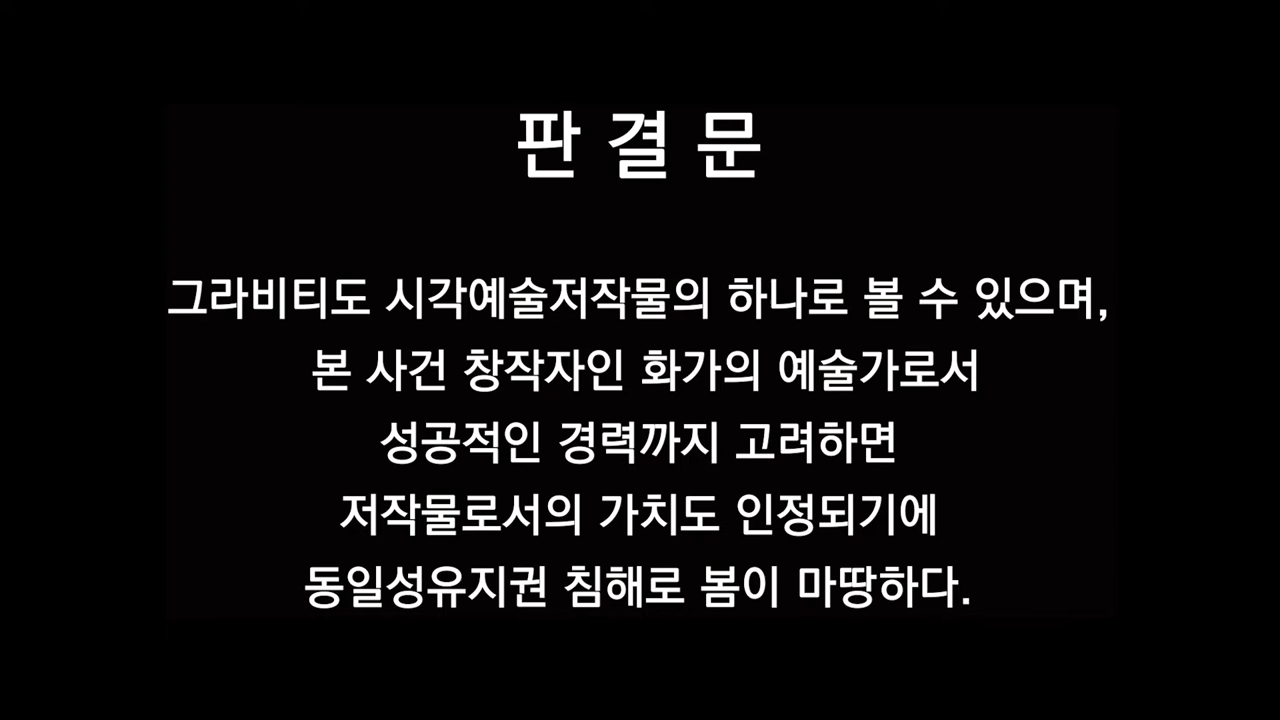 판 결 문
그라비티도 시각예술저작물의 하나로 볼 수 있으며,
본 사건 창작자인 화가의 예술가로서
성공적인 경력까지 고려하면
저작물로서의 가치도 인정되기에
동일성유지권 침해로 봄이 마땅하다.